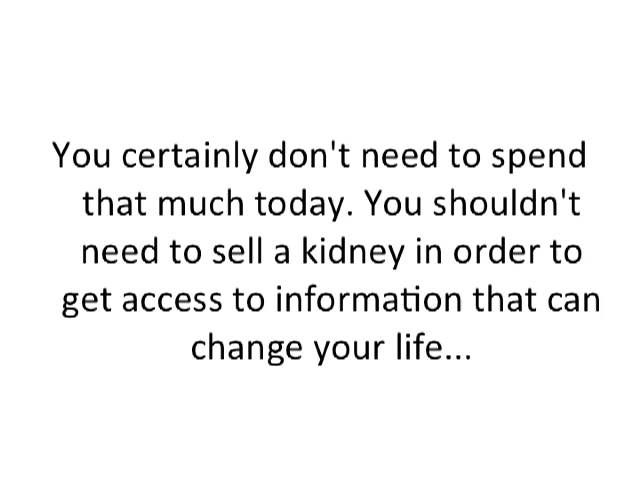 You certainly don't need to spend
that much today. You shouldn't
need to sell a kidney in order to
get access to information that can
change your life...